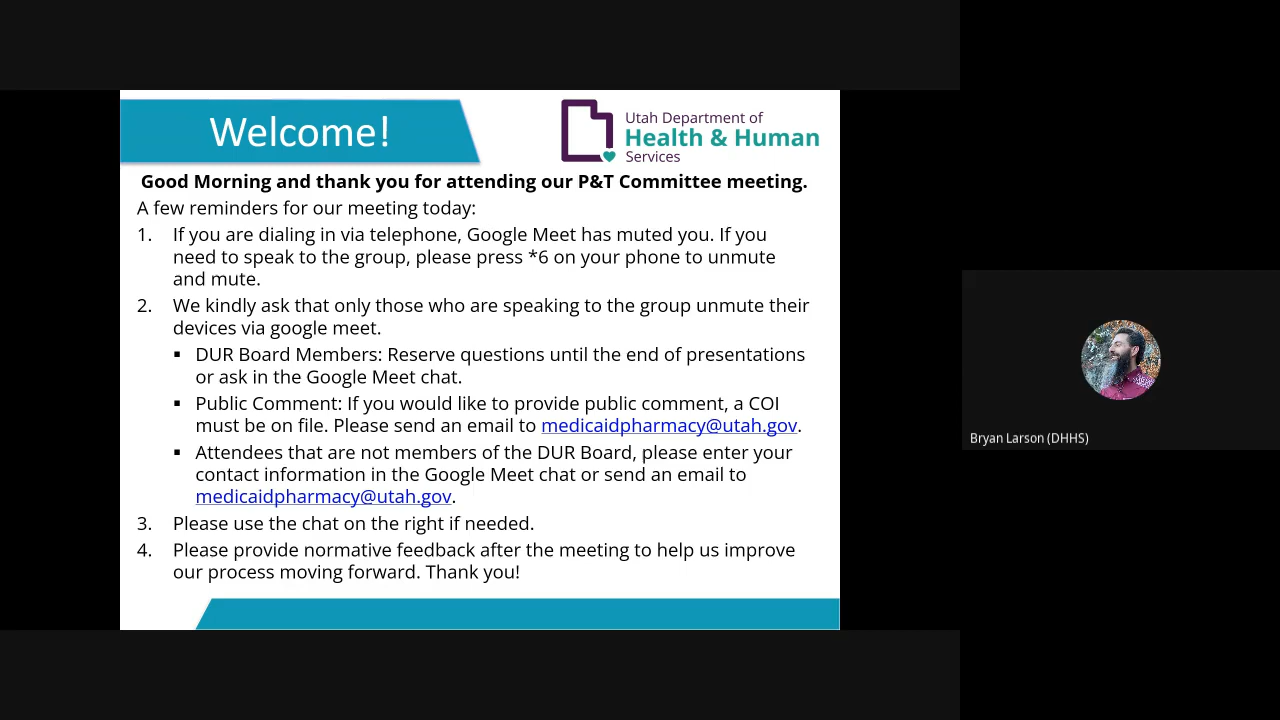 Welcome!
Utah Department of
Health & Human
Services
Good Morning and thank you for attending our P&T Committee meeting.
A few reminders for our meeting today:
1. If you are dialing in via telephone, Google Meet has muted you. If you
need to speak to the group, please press *6 on your phone to unmute
and mute.
2. We kindly ask that only those who are speaking to the group unmute their
devices via google meet.
▪ DUR Board Members: Reserve questions until the end of presentations
or ask in the Google Meet chat.
▪ Public Comment: If you would like to provide public comment, a COI
must be on file. Please send an email to medicaidpharmacy@utah.gov.
▪ Attendees that are not members of the DUR Board, please enter your
contact information in the Google Meet chat or send an email to
medicaidpharmacy@utah.gov.
3. Please use the chat on the right if needed.
4. Please provide normative feedback after the meeting to help us improve
our process moving forward. Thank you!
Bryan Larson (DHHS)